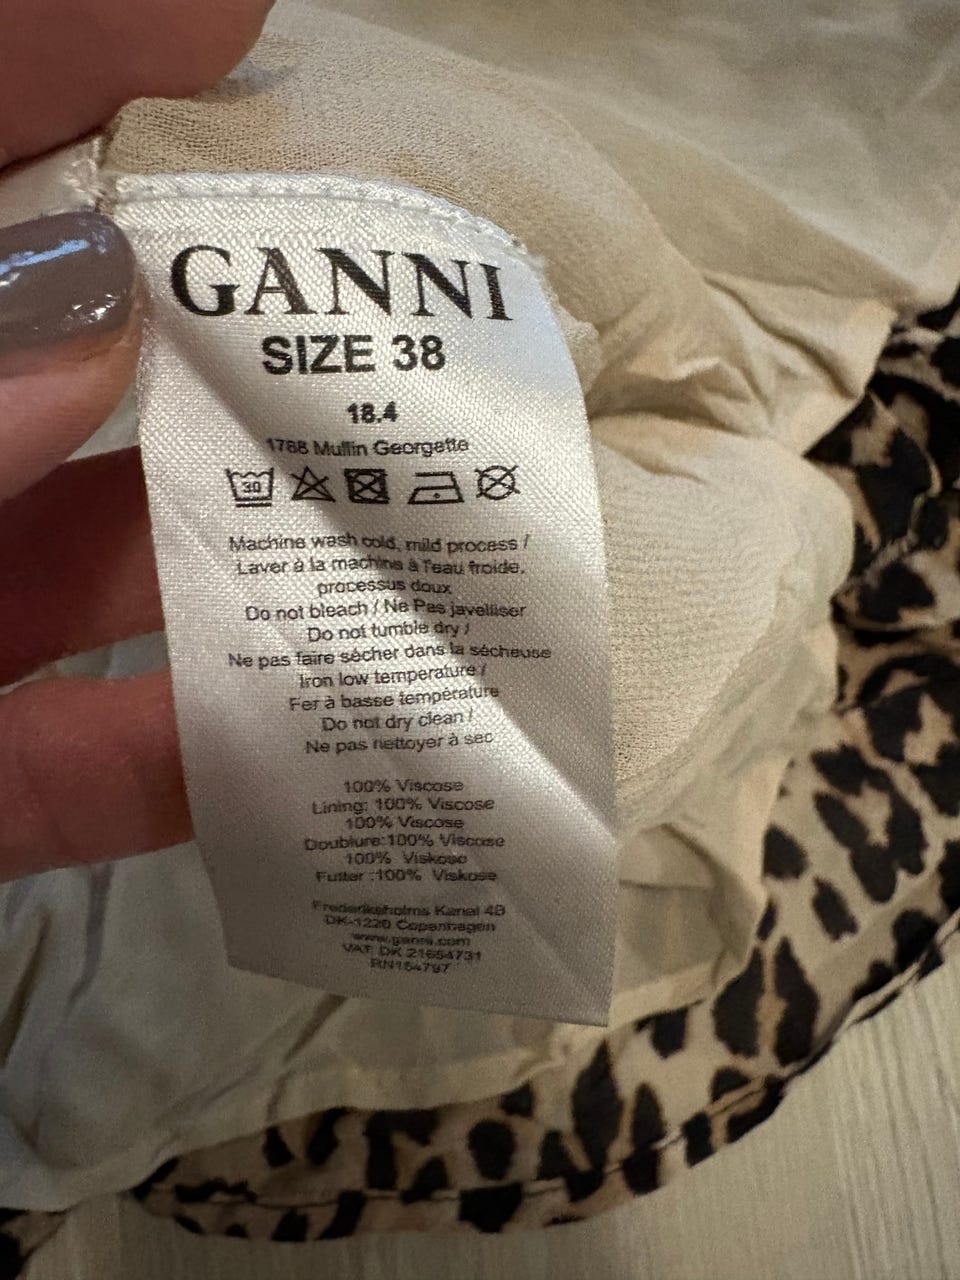 GANNI
SIZE 38
18.4
1788 Mullin Georgette
30
Machine wash cold, mild process /
Laver à la machine à l'eau froide,
processus doux
Do not bleach / Ne Pas javelliser
Do not tumble dry /
Ne pas faire sécher dans la sécheuse
Iron low temperature /
Fer à basse température
Do not dry clean /
Ne pas nettoyer à sec
100% Viscose
Lining: 100% Viscose
100% Viscose
Doublure:100% Viscose
100% Viskose
Futter :100% Viskose
Frederiksholms Kanal 4B
DK-1220 Copenhagen
www.ganni.com
VAT: DK 21654731
RN154797